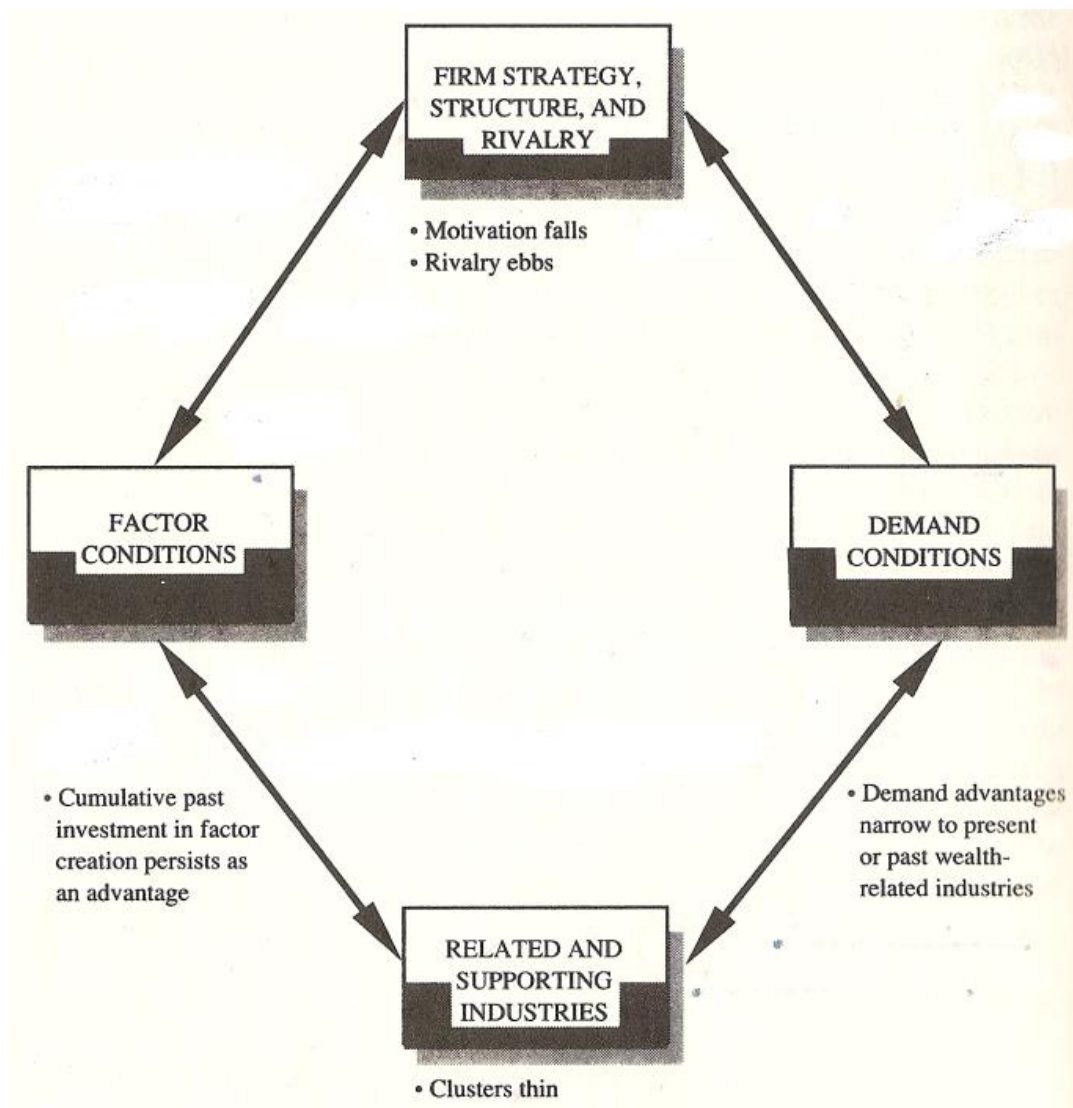 FIRM STRATEGY,
STRUCTURE, AND
RIVALRY
• Motivation falls
• Rivalry ebbs
FACTOR
CONDITIONS
DEMAND
CONDITIONS
• Cumulative past
investment in factor
creation persists as
an advantage
• Demand advantages
narrow to present
or past wealth-
related industries
RELATED AND
SUPPORTING
INDUSTRIES
• Clusters thin